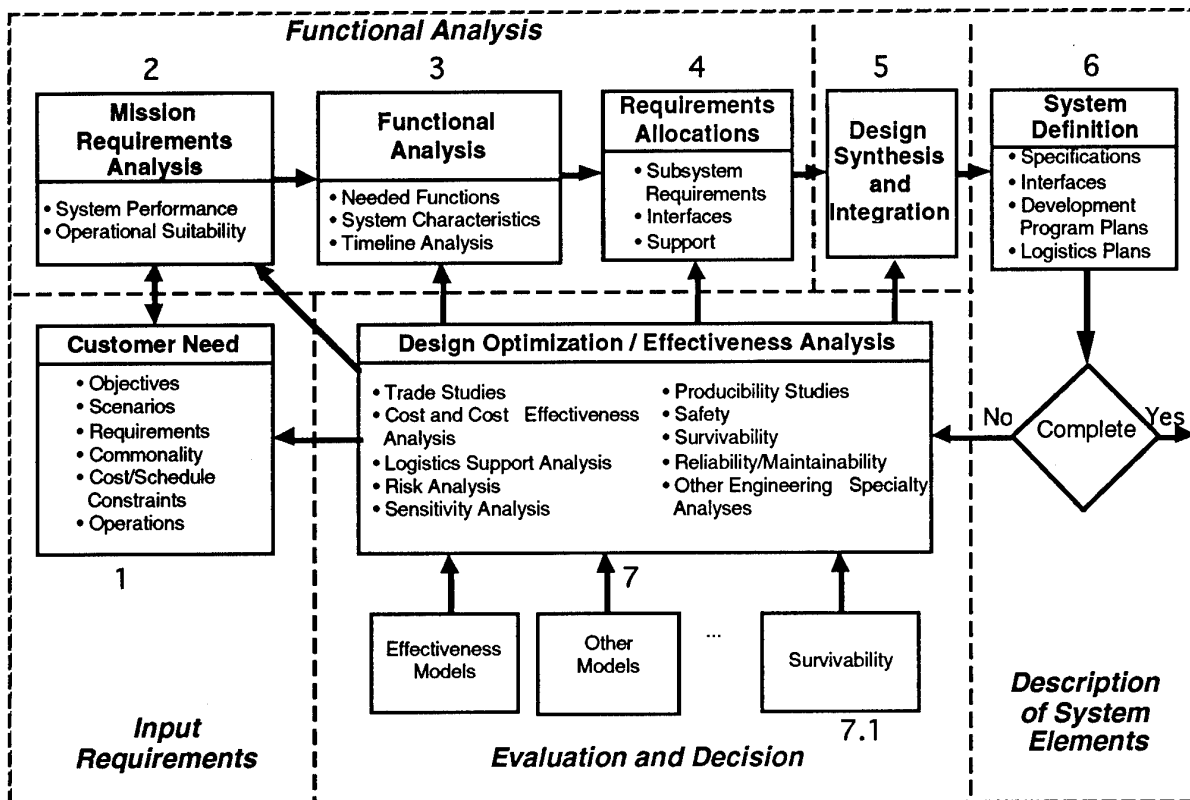 Functional Analysis
2
Mission
Requirements
Analysis
• System Performance
• Operational Suitability
3
Functional
Analysis
• Needed Functions
• System Characteristics
• Timeline Analysis
4
Requirements
Allocations
• Subsystem
Requirements
• Interfaces
• Support
5
Design
Synthesis
and
Integration
6
System
Definition
• Specifications
• Interfaces
• Development
Program Plans
• Logistics Plans
Customer Need
• Objectives
• Scenarios
• Requirements
• Commonality
• Cost/Schedule
Constraints
• Operations
1
Design Optimization / Effectiveness Analysis
• Trade Studies
• Cost and Cost Effectiveness
Analysis
• Logistics Support Analysis
• Risk Analysis
• Sensitivity Analysis
• Producibility Studies
• Safety
• Survivability
• Reliability/Maintainability
• Other Engineering Specialty
Analyses
No
Complete
Yes
7
Effectiveness
Models
Other
Models
...
Survivability
7.1
Input
Requirements
Evaluation and Decision
Description
of System
Elements